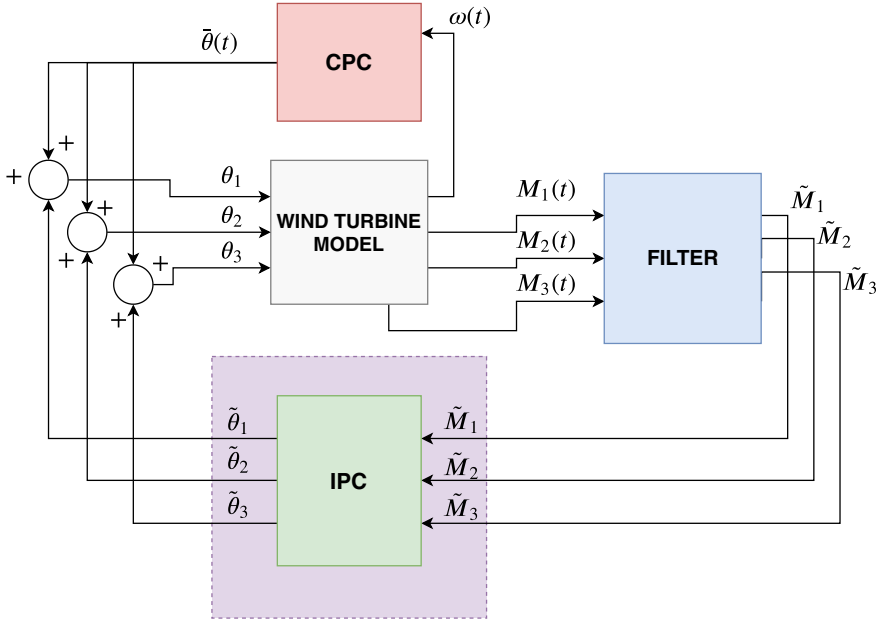 ω(t)
θ̄(t)
CPC
+
+
θ₁
M₁(t)
M̃₁
+
θ₂
WIND TURBINE
MODEL
M₂(t)
FILTER
M̃₂
+
+
θ₃
M₃(t)
M̃₃
+
θ̃₁
M̃₁
θ̃₂
IPC
M̃₂
θ̃₃
M̃₃